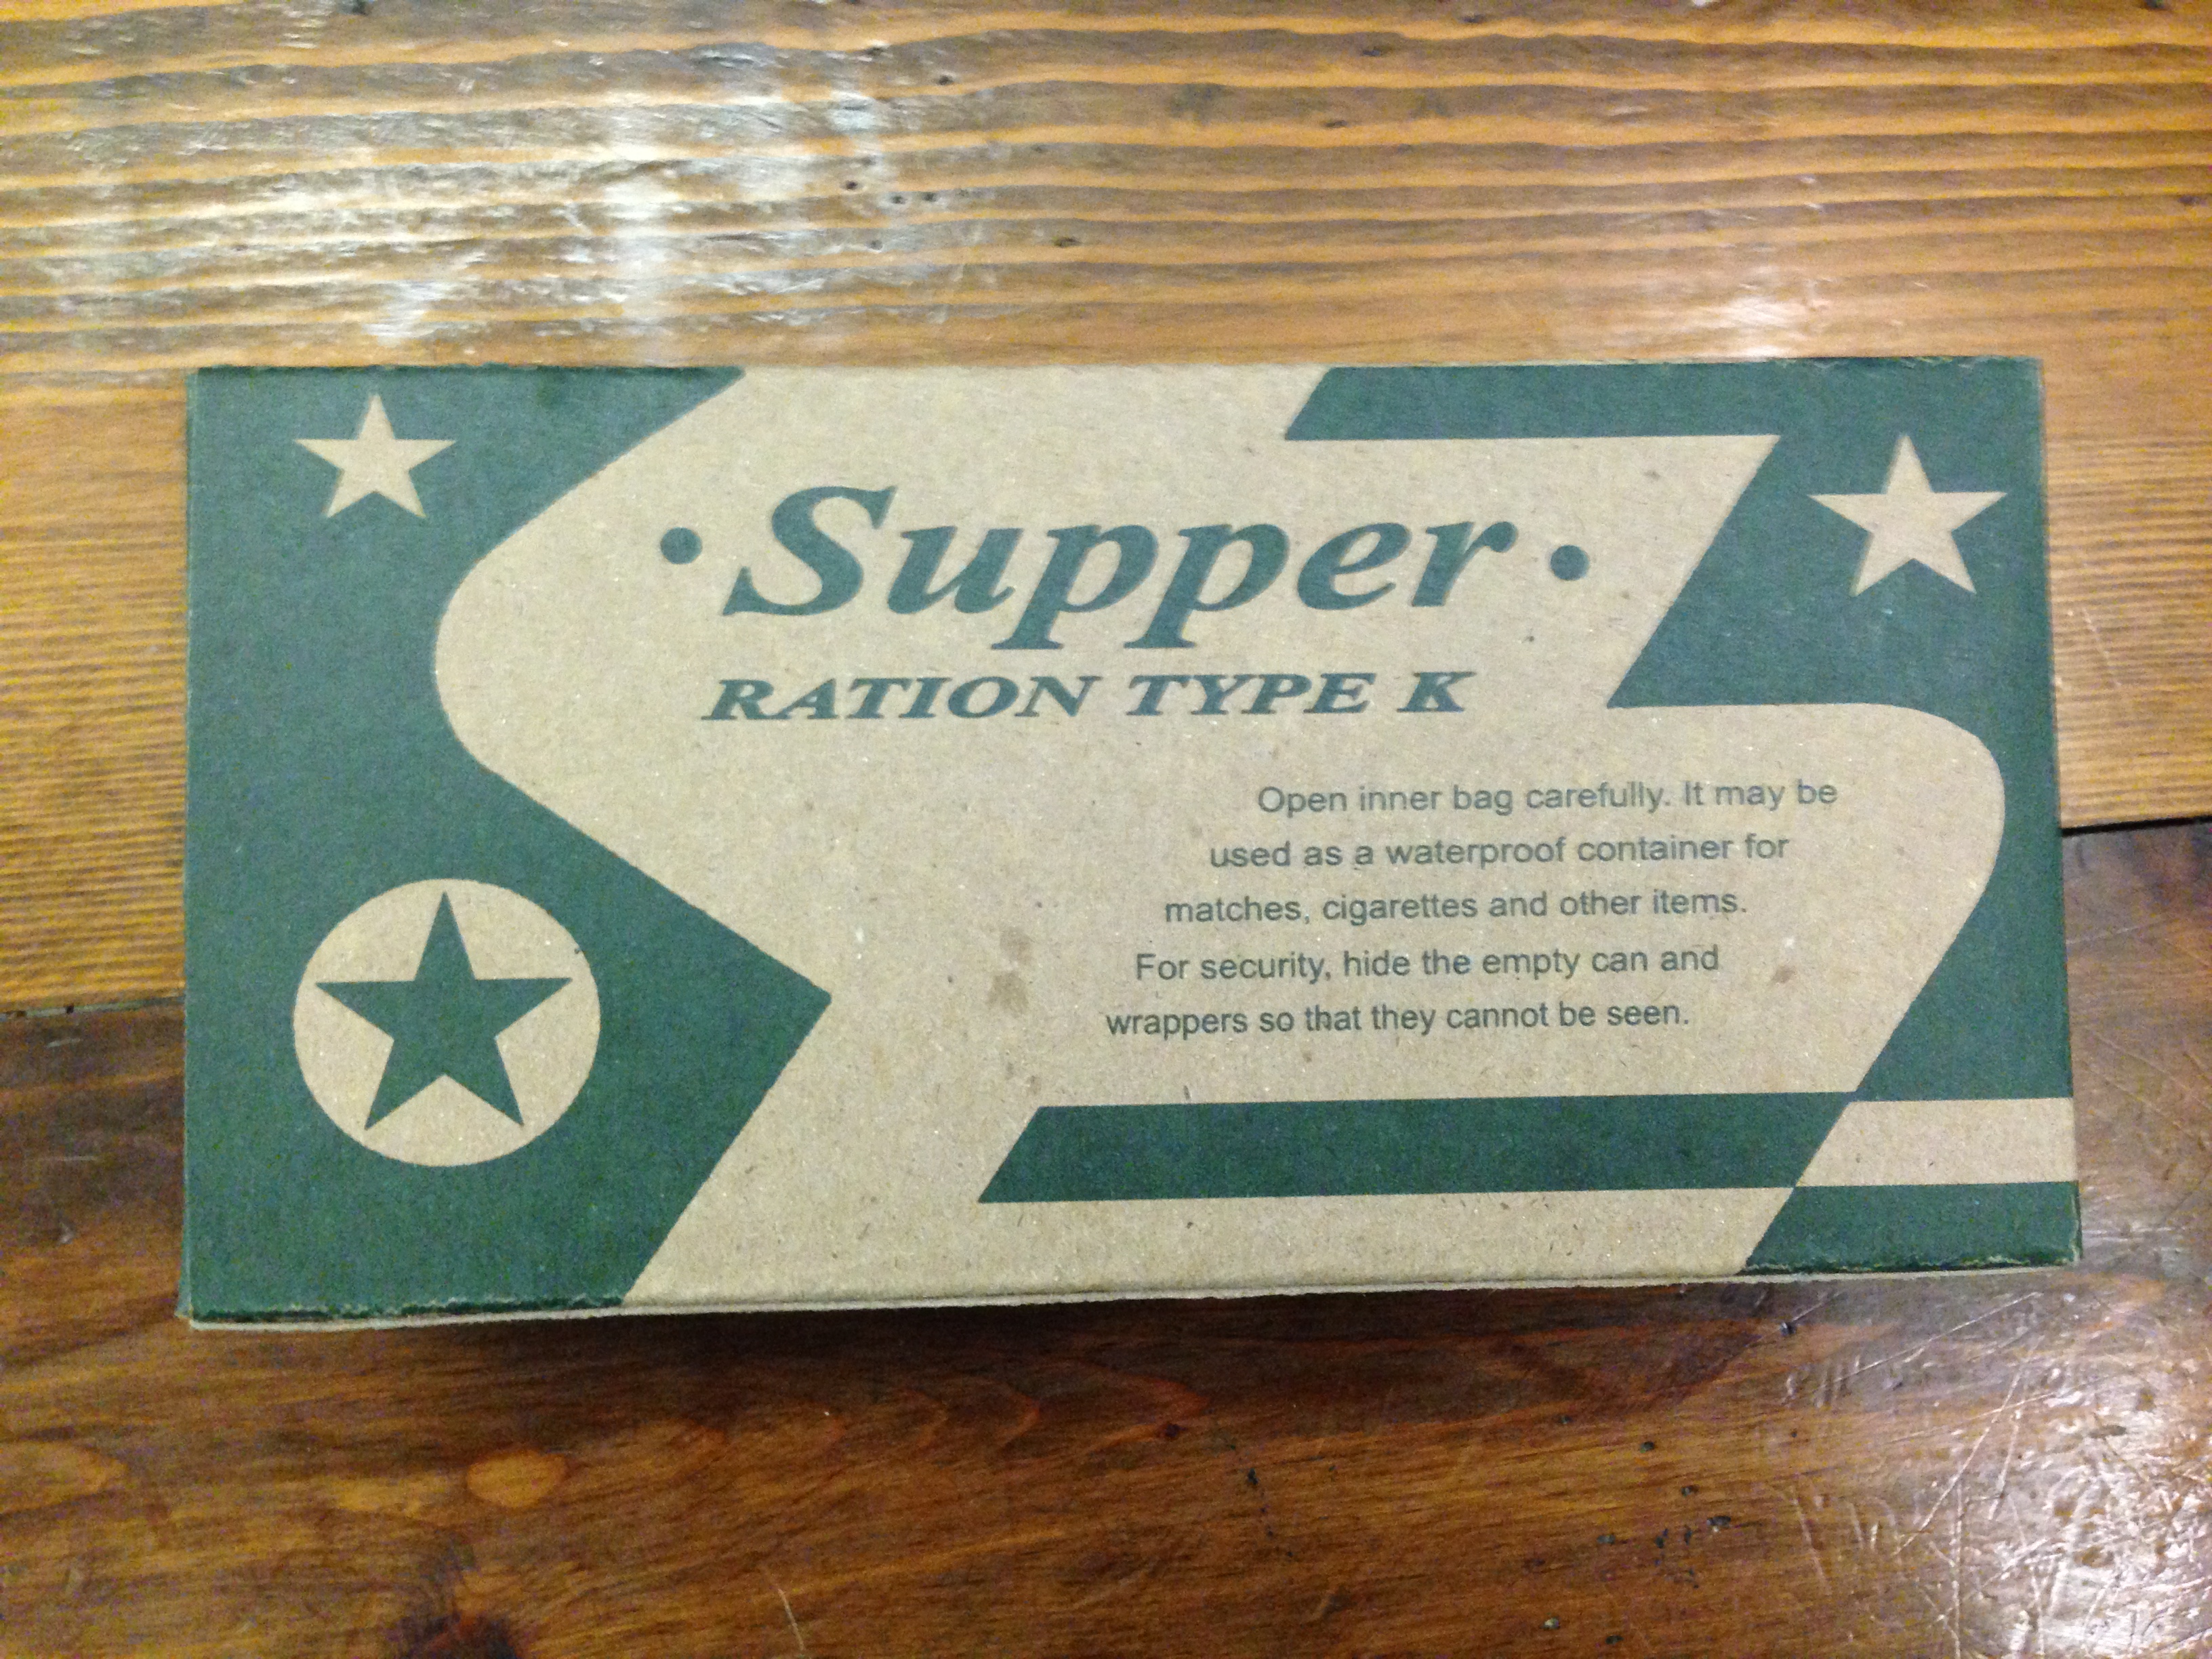 • Supper •
RATION TYPE K
Open inner bag carefully. It may be
used as a waterproof container for
matches, cigarettes and other items.
For security, hide the empty can and
wrappers so that they cannot be seen.